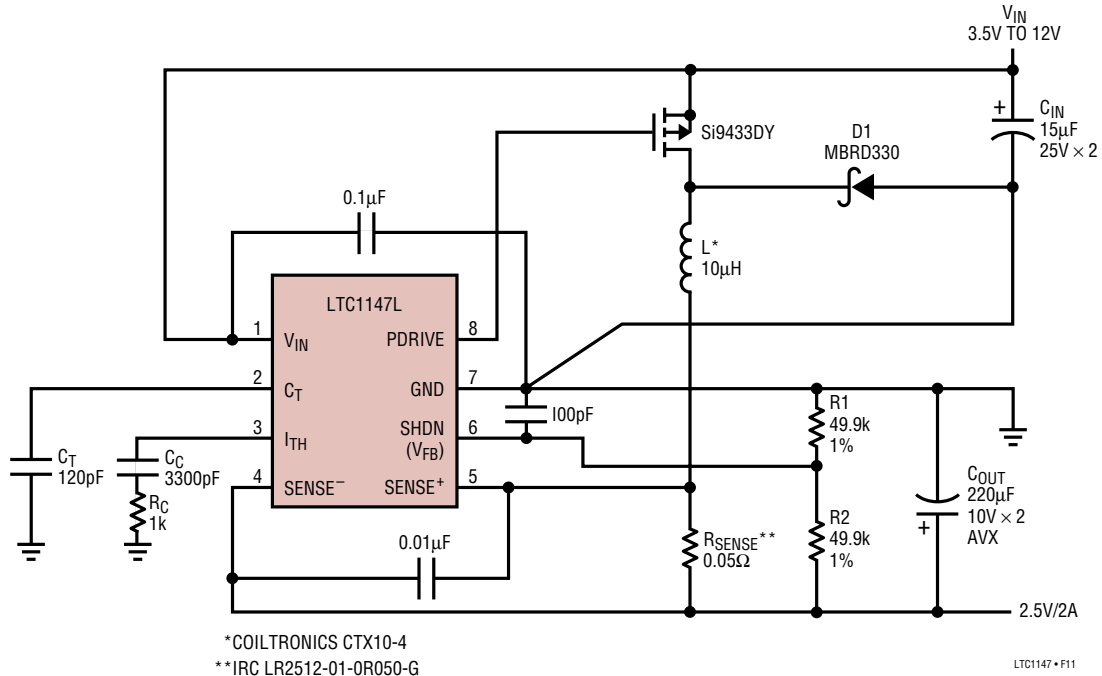 VIN
3.5V TO 12V
+
CIN
15µF
25V × 2
Si9433DY
D1
MBRD330
0.1µF
L*
10µH
LTC1147L
1
VIN
PDRIVE
8
2
CT
GND
7
3
ITH
SHDN
(VFB)
6
4
SENSE–
SENSE+
5
I00pF
R1
49.9k
1%
CT
120pF
CC
3300pF
RC
1k
0.01µF
RSENSE**
0.05Ω
R2
49.9k
1%
COUT
220µF
10V × 2
AVX
+
2.5V/2A
*COILTRONICS CTX10-4
**IRC LR2512-01-0R050-G
LTC1147 • F11